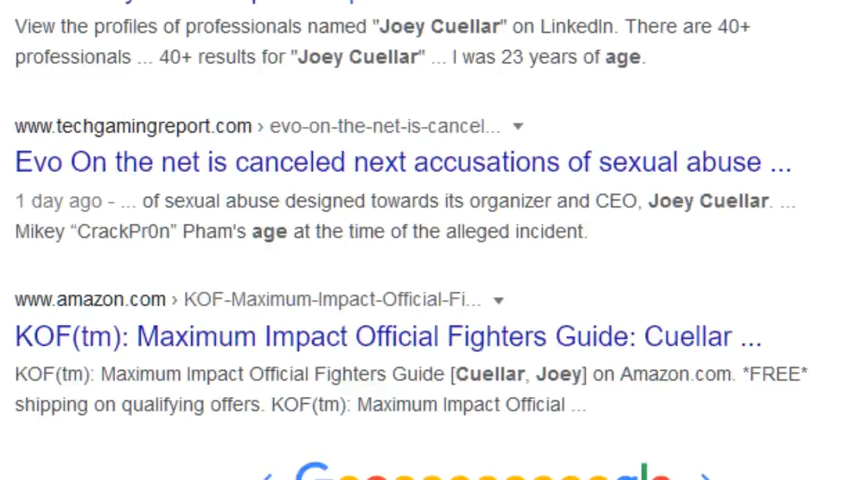 View the profiles of professionals named "Joey Cuellar" on LinkedIn. There are 40+
professionals ... 40+ results for "Joey Cuellar" ... I was 23 years of age.
www.techgamingreport.com › evo-on-the-net-is-cancel...
Evo On the net is canceled next accusations of sexual abuse ...
1 day ago - ... of sexual abuse designed towards its organizer and CEO, Joey Cuellar. ...
Mikey “CrackPr0n” Pham's age at the time of the alleged incident.
www.amazon.com › KOF-Maximum-Impact-Official-Fi...
KOF(tm): Maximum Impact Official Fighters Guide: Cuellar ...
KOF(tm): Maximum Impact Official Fighters Guide [Cuellar, Joey] on Amazon.com. *FREE*
shipping on qualifying offers. KOF(tm): Maximum Impact Official ...